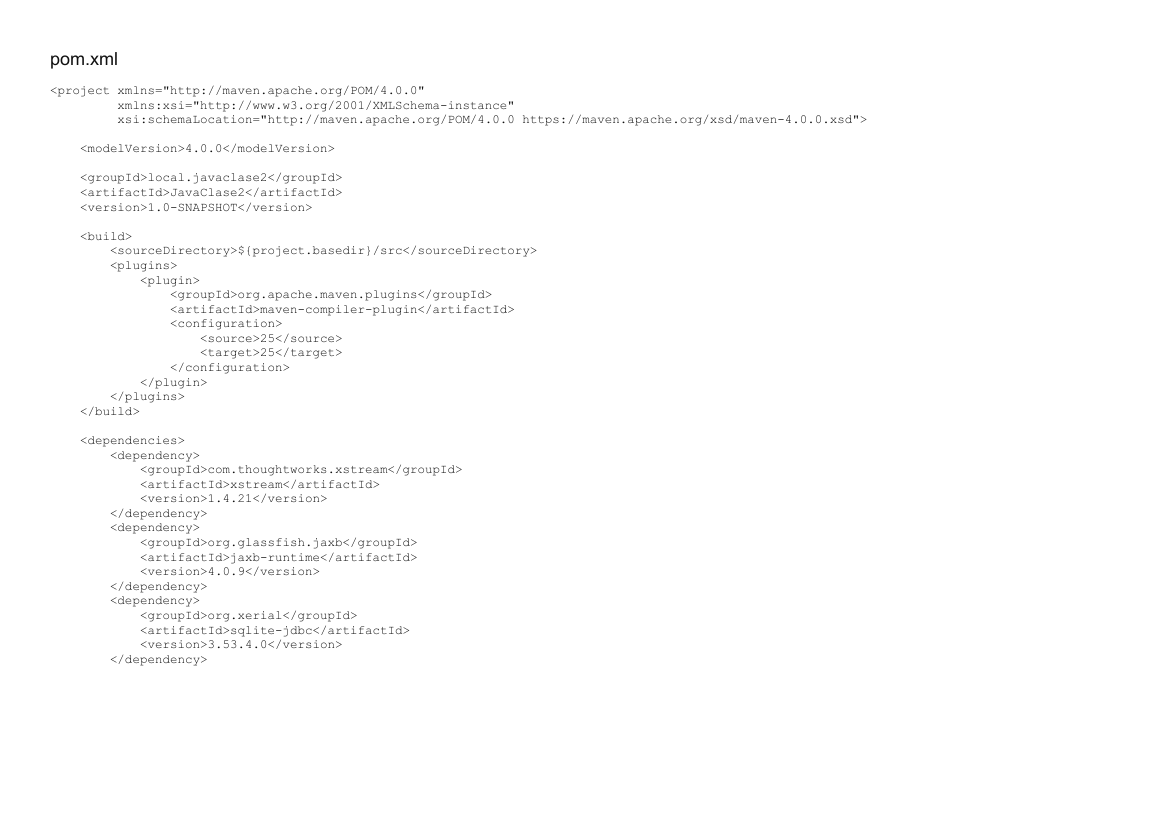 pom.xml
<project xmlns="http://maven.apache.org/POM/4.0.0"
         xmlns:xsi="http://www.w3.org/2001/XMLSchema-instance"
         xsi:schemaLocation="http://maven.apache.org/POM/4.0.0 https://maven.apache.org/xsd/maven-4.0.0.xsd">
    <modelVersion>4.0.0</modelVersion>
    <groupId>local.javaclase2</groupId>
    <artifactId>JavaClase2</artifactId>
    <version>1.0-SNAPSHOT</version>
    <build>
        <sourceDirectory>${project.basedir}/src</sourceDirectory>
        <plugins>
            <plugin>
                <groupId>org.apache.maven.plugins</groupId>
                <artifactId>maven-compiler-plugin</artifactId>
                <configuration>
                    <source>25</source>
                    <target>25</target>
                </configuration>
            </plugin>
        </plugins>
    </build>
    <dependencies>
        <dependency>
            <groupId>com.thoughtworks.xstream</groupId>
            <artifactId>xstream</artifactId>
            <version>1.4.21</version>
        </dependency>
        <dependency>
            <groupId>org.glassfish.jaxb</groupId>
            <artifactId>jaxb-runtime</artifactId>
            <version>4.0.9</version>
        </dependency>
        <dependency>
            <groupId>org.xerial</groupId>
            <artifactId>sqlite-jdbc</artifactId>
            <version>3.53.4.0</version>
        </dependency>